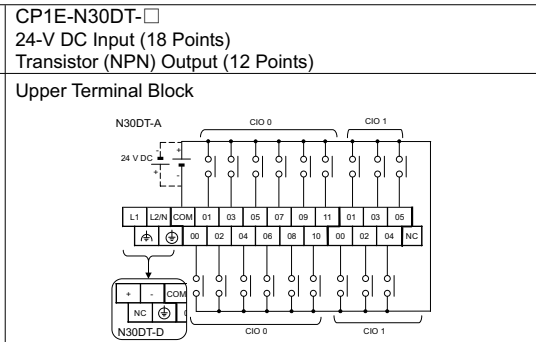 CP1E-N30DT-□
24-V DC Input (18 Points)
Transistor (NPN) Output (12 Points)
Upper Terminal Block
N30DT-A CIO 0 CIO 1
24 V DC - +
+ -
L1 L2/N COM 01 03 05 07 09 11 01 03 05
00 02 04 06 08 10 00 02 04 NC
+ - COM
NC
N30DT-D CIO 0 CIO 1